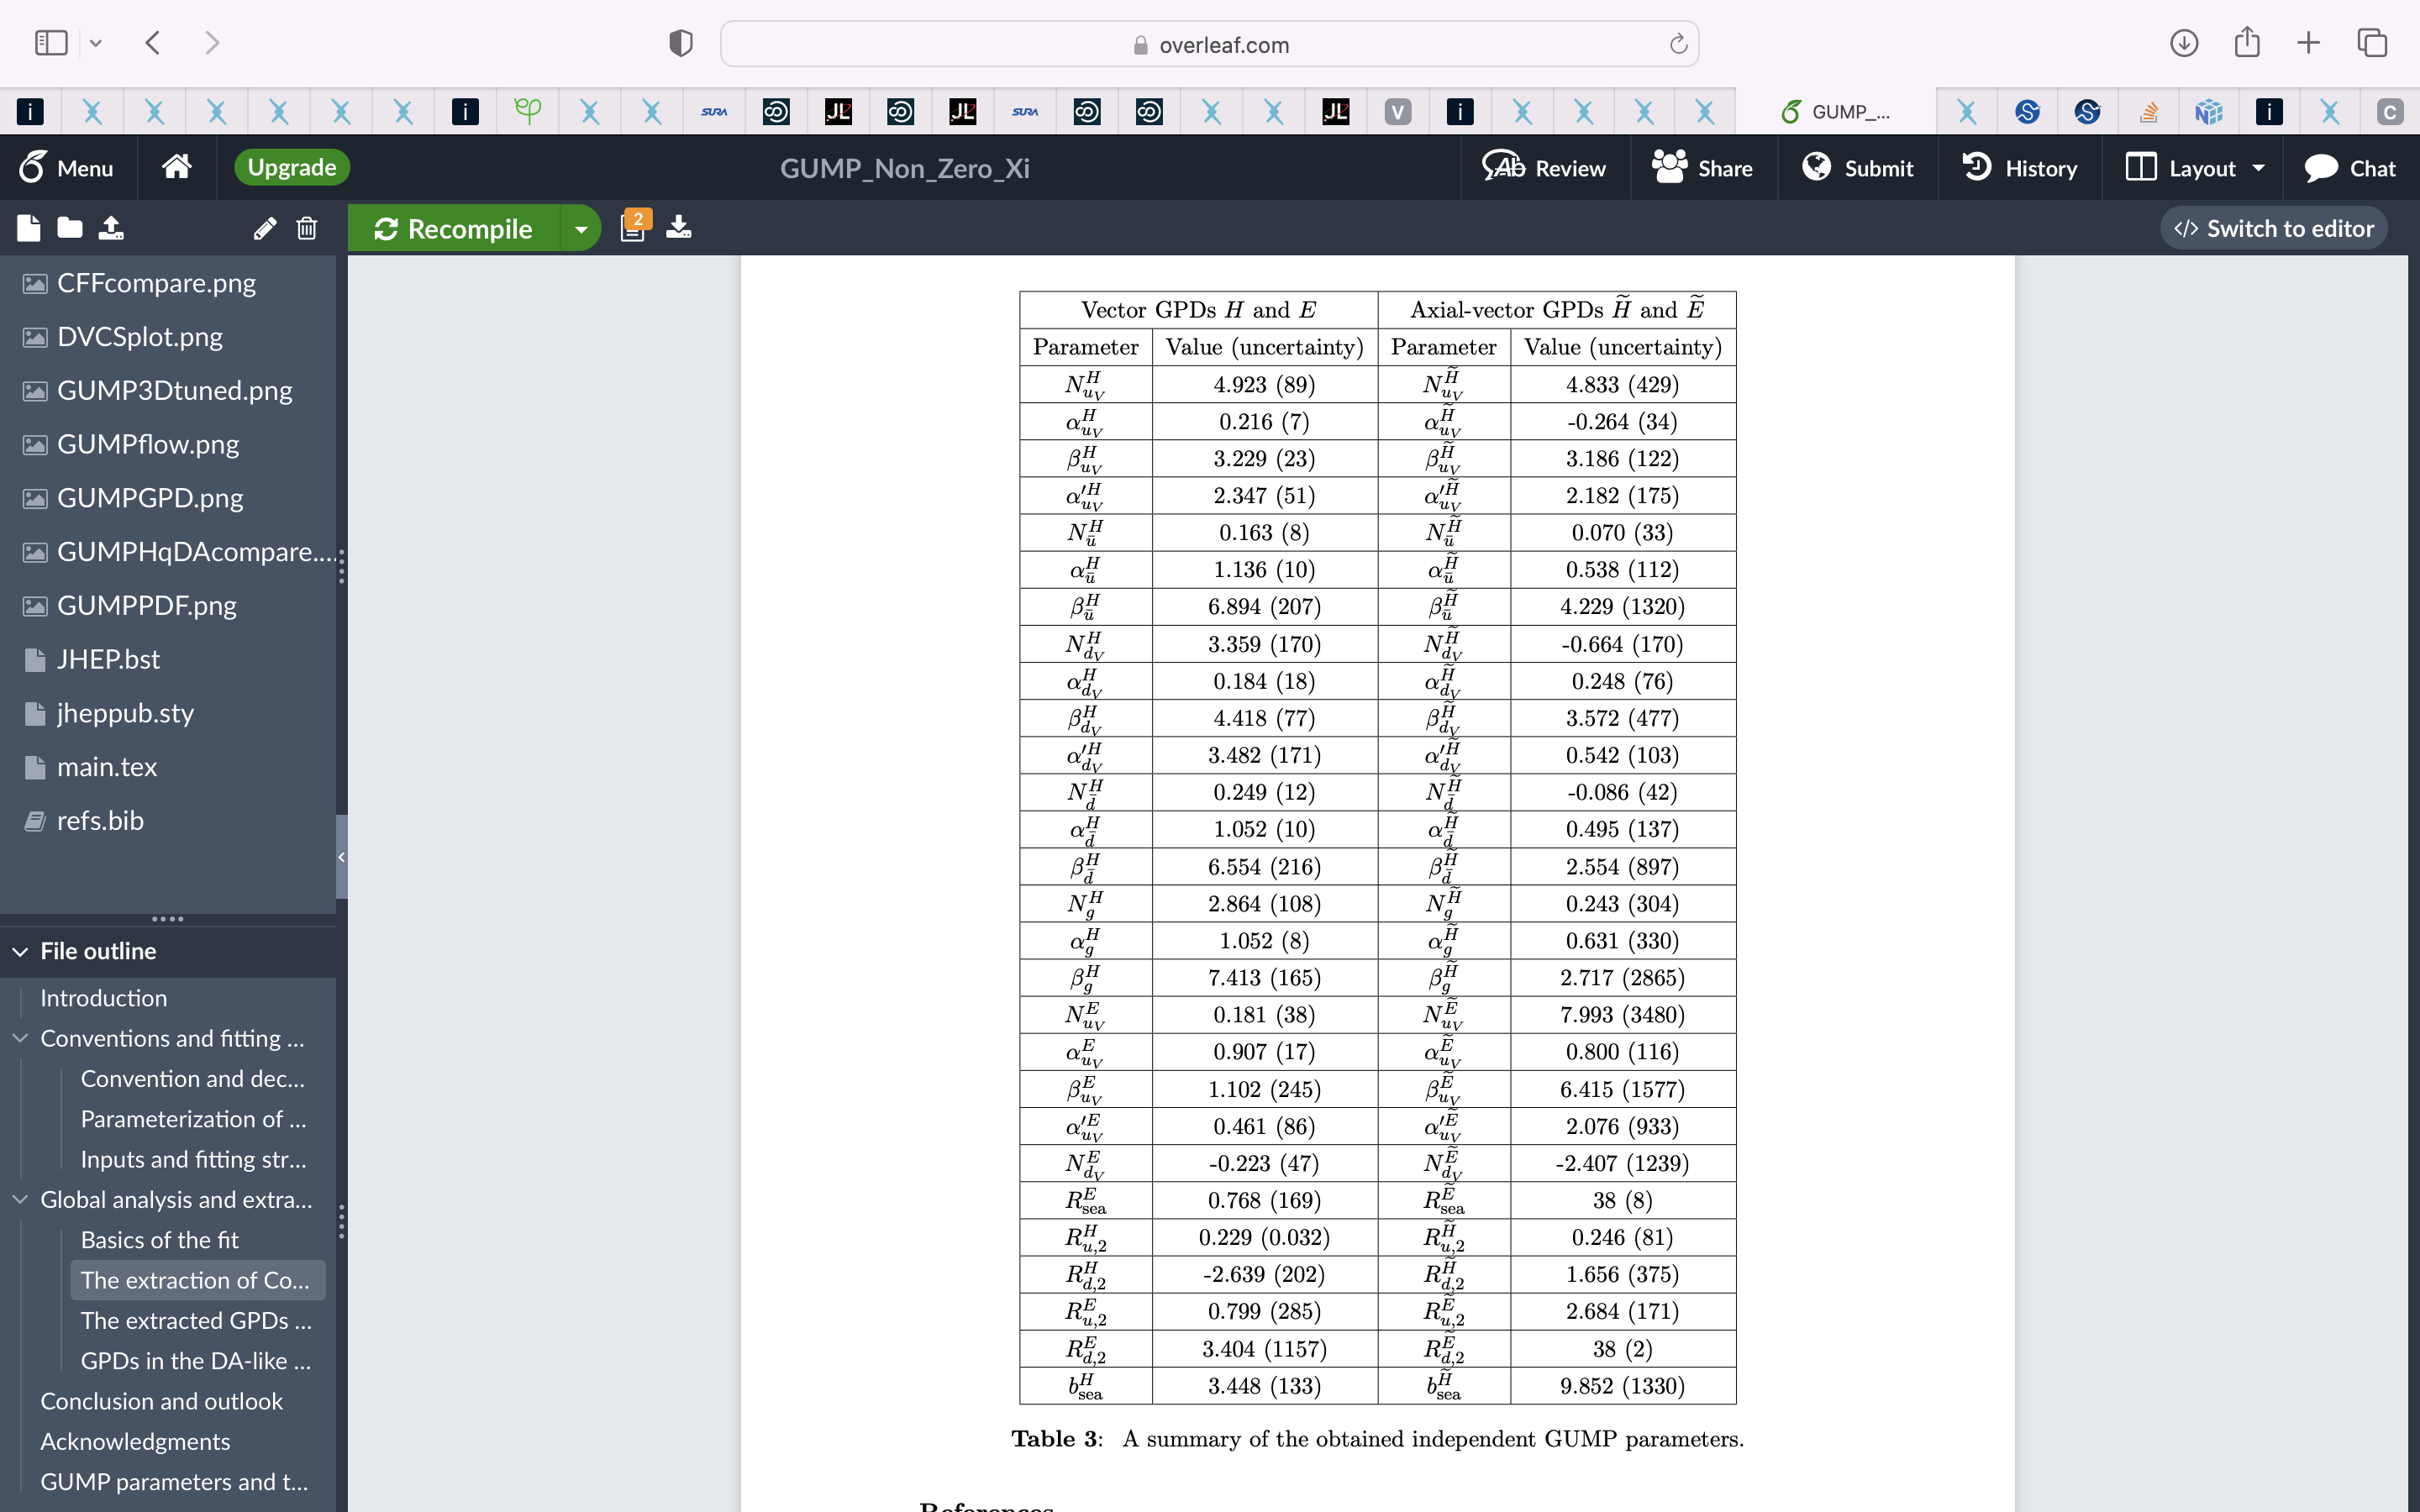 overleaf.com
i i SURA JL JL SURA JL V i GUMP_... i C
Menu Upgrade GUMP_Non_Zero_Xi Ab Review Share Submit History Layout Chat
Recompile 2 </> Switch to editor
CFFcompare.png
DVCSplot.png
GUMP3Dtuned.png
GUMPflow.png
GUMPGPD.png
GUMPHqDAcompare....
GUMPPDF.png
JHEP.bst
jheppub.sty
main.tex
refs.bib
File outline
Introduction
Conventions and fitting ...
Convention and dec...
Parameterization of ...
Inputs and fitting str...
Global analysis and extra...
Basics of the fit
The extraction of Co...
The extracted GPDs ...
GPDs in the DA-like ...
Conclusion and outlook
Acknowledgments
GUMP parameters and t...
Vector GPDs H and E Axial-vector GPDs H̃ and Ẽ
Parameter Value (uncertainty) Parameter Value (uncertainty)
N^H_{u_V} 4.923 (89) N^H̃_{u_V} 4.833 (429)
α^H_{u_V} 0.216 (7) α^H̃_{u_V} -0.264 (34)
β^H_{u_V} 3.229 (23) β^H̃_{u_V} 3.186 (122)
α′^H_{u_V} 2.347 (51) α′^H̃_{u_V} 2.182 (175)
N^H_ū 0.163 (8) N^H̃_ū 0.070 (33)
α^H_ū 1.136 (10) α^H̃_ū 0.538 (112)
β^H_ū 6.894 (207) β^H̃_ū 4.229 (1320)
N^H_{d_V} 3.359 (170) N^H̃_{d_V} -0.664 (170)
α^H_{d_V} 0.184 (18) α^H̃_{d_V} 0.248 (76)
β^H_{d_V} 4.418 (77) β^H̃_{d_V} 3.572 (477)
α′^H_{d_V} 3.482 (171) α′^H̃_{d_V} 0.542 (103)
N^H_d̄ 0.249 (12) N^H̃_d̄ -0.086 (42)
α^H_d̄ 1.052 (10) α^H̃_d̄ 0.495 (137)
β^H_d̄ 6.554 (216) β^H̃_d̄ 2.554 (897)
N^H_g 2.864 (108) N^H̃_g 0.243 (304)
α^H_g 1.052 (8) α^H̃_g 0.631 (330)
β^H_g 7.413 (165) β^H̃_g 2.717 (2865)
N^E_{u_V} 0.181 (38) N^Ẽ_{u_V} 7.993 (3480)
α^E_{u_V} 0.907 (17) α^Ẽ_{u_V} 0.800 (116)
β^E_{u_V} 1.102 (245) β^Ẽ_{u_V} 6.415 (1577)
α′^E_{u_V} 0.461 (86) α′^Ẽ_{u_V} 2.076 (933)
N^E_{d_V} -0.223 (47) N^Ẽ_{d_V} -2.407 (1239)
R^E_sea 0.768 (169) R^Ẽ_sea 38 (8)
R^H_{u,2} 0.229 (0.032) R^H̃_{u,2} 0.246 (81)
R^H_{d,2} -2.639 (202) R^H̃_{d,2} 1.656 (375)
R^E_{u,2} 0.799 (285) R^Ẽ_{u,2} 2.684 (171)
R^E_{d,2} 3.404 (1157) R^Ẽ_{d,2} 38 (2)
b^H_sea 3.448 (133) b^H̃_sea 9.852 (1330)
Table 3: A summary of the obtained independent GUMP parameters.
References